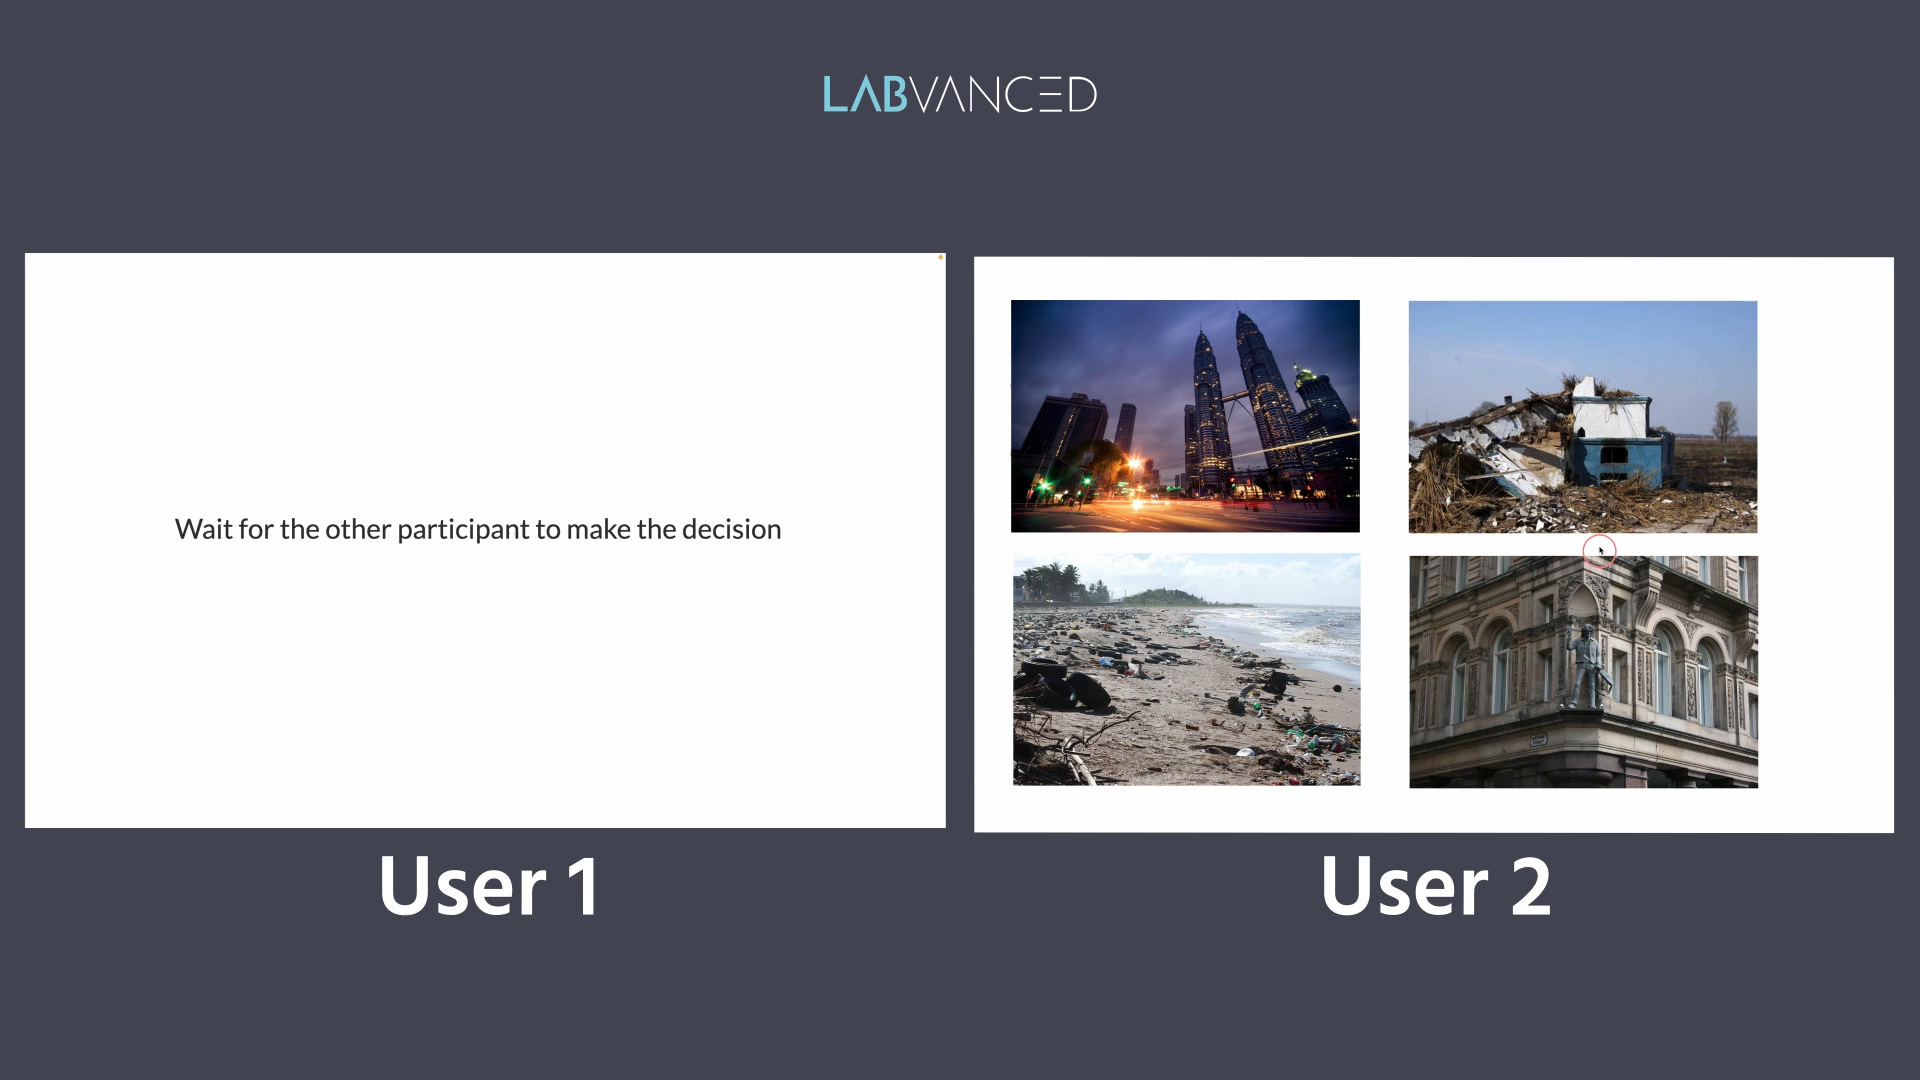 LABVANCED
Wait for the other participant to make the decision
User 1
User 2